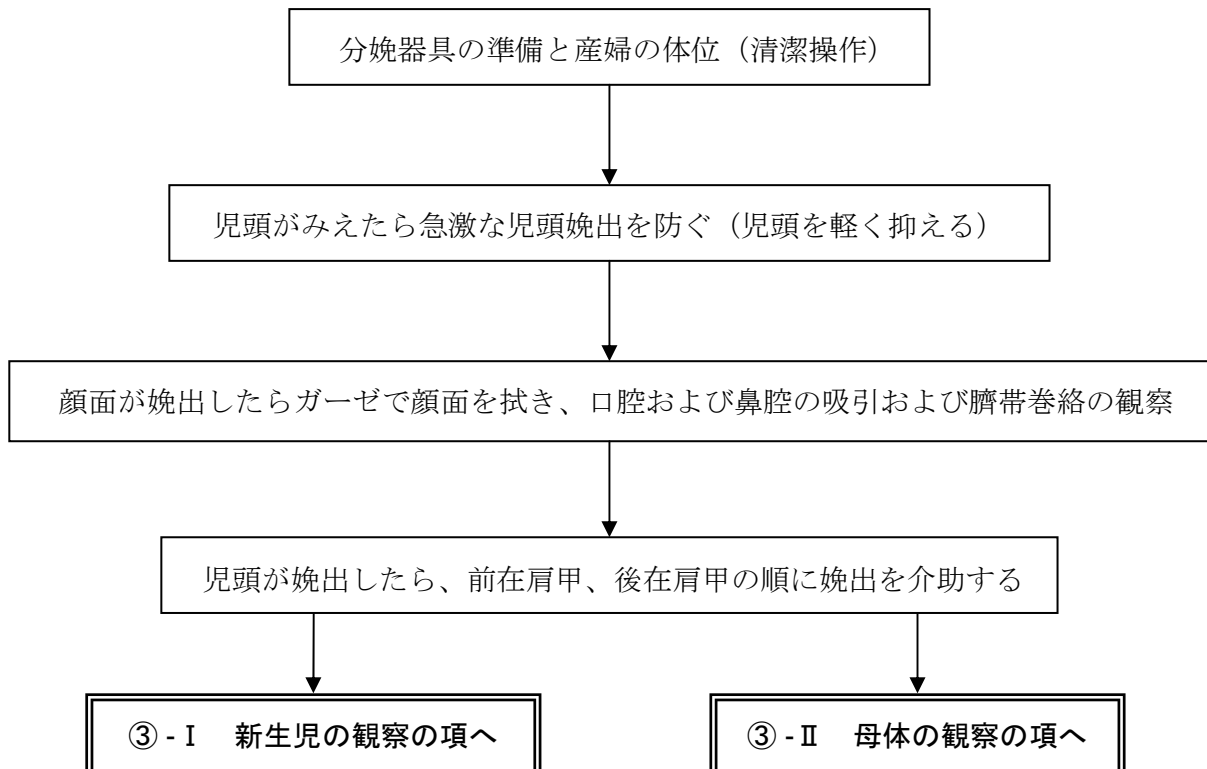 分娩器具の準備と産婦の体位（清潔操作）
児頭がみえたら急激な児頭娩出を防ぐ（児頭を軽く抑える）
顔面が娩出したらガーゼで顔面を拭き、口腔および鼻腔の吸引および臍帯巻絡の観察
児頭が娩出したら、前在肩甲、後在肩甲の順に娩出を介助する
③-Ⅰ　新生児の観察の項へ
③-Ⅱ　母体の観察の項へ